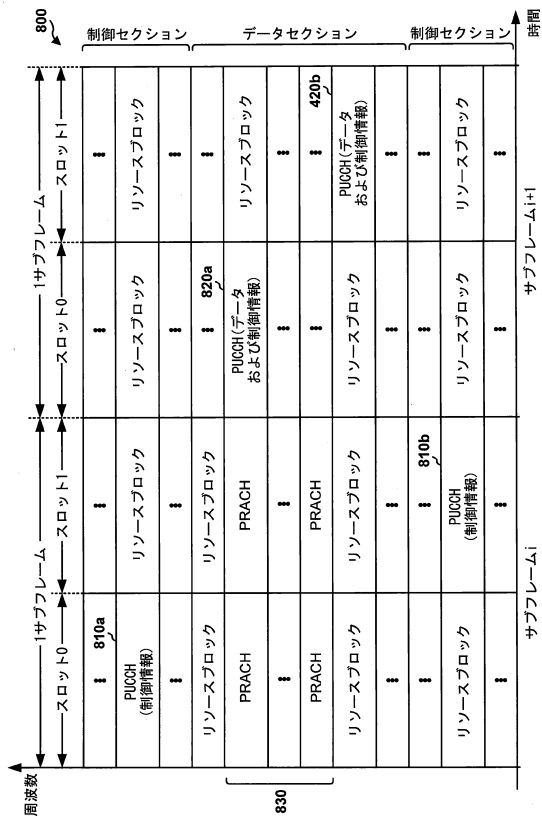 800
周波数
1サブフレーム
1サブフレーム
スロット0
スロット1
スロット0
スロット1
810a
PUCCH
(制御情報)
リソースブロック
リソースブロック
リソースブロック
制御セクション
リソースブロック
リソースブロック
820a
PRACH
PRACH
PUCCH(データ
および制御情報)
リソースブロック
データセクション
830
PRACH
PRACH
420b
リソースブロック
リソースブロック
リソースブロック
PUCCH(データ
および制御情報)
810b
リソースブロック
PUCCH
(制御情報)
リソースブロック
リソースブロック
制御セクション
サブフレームi
サブフレームi+1
時間